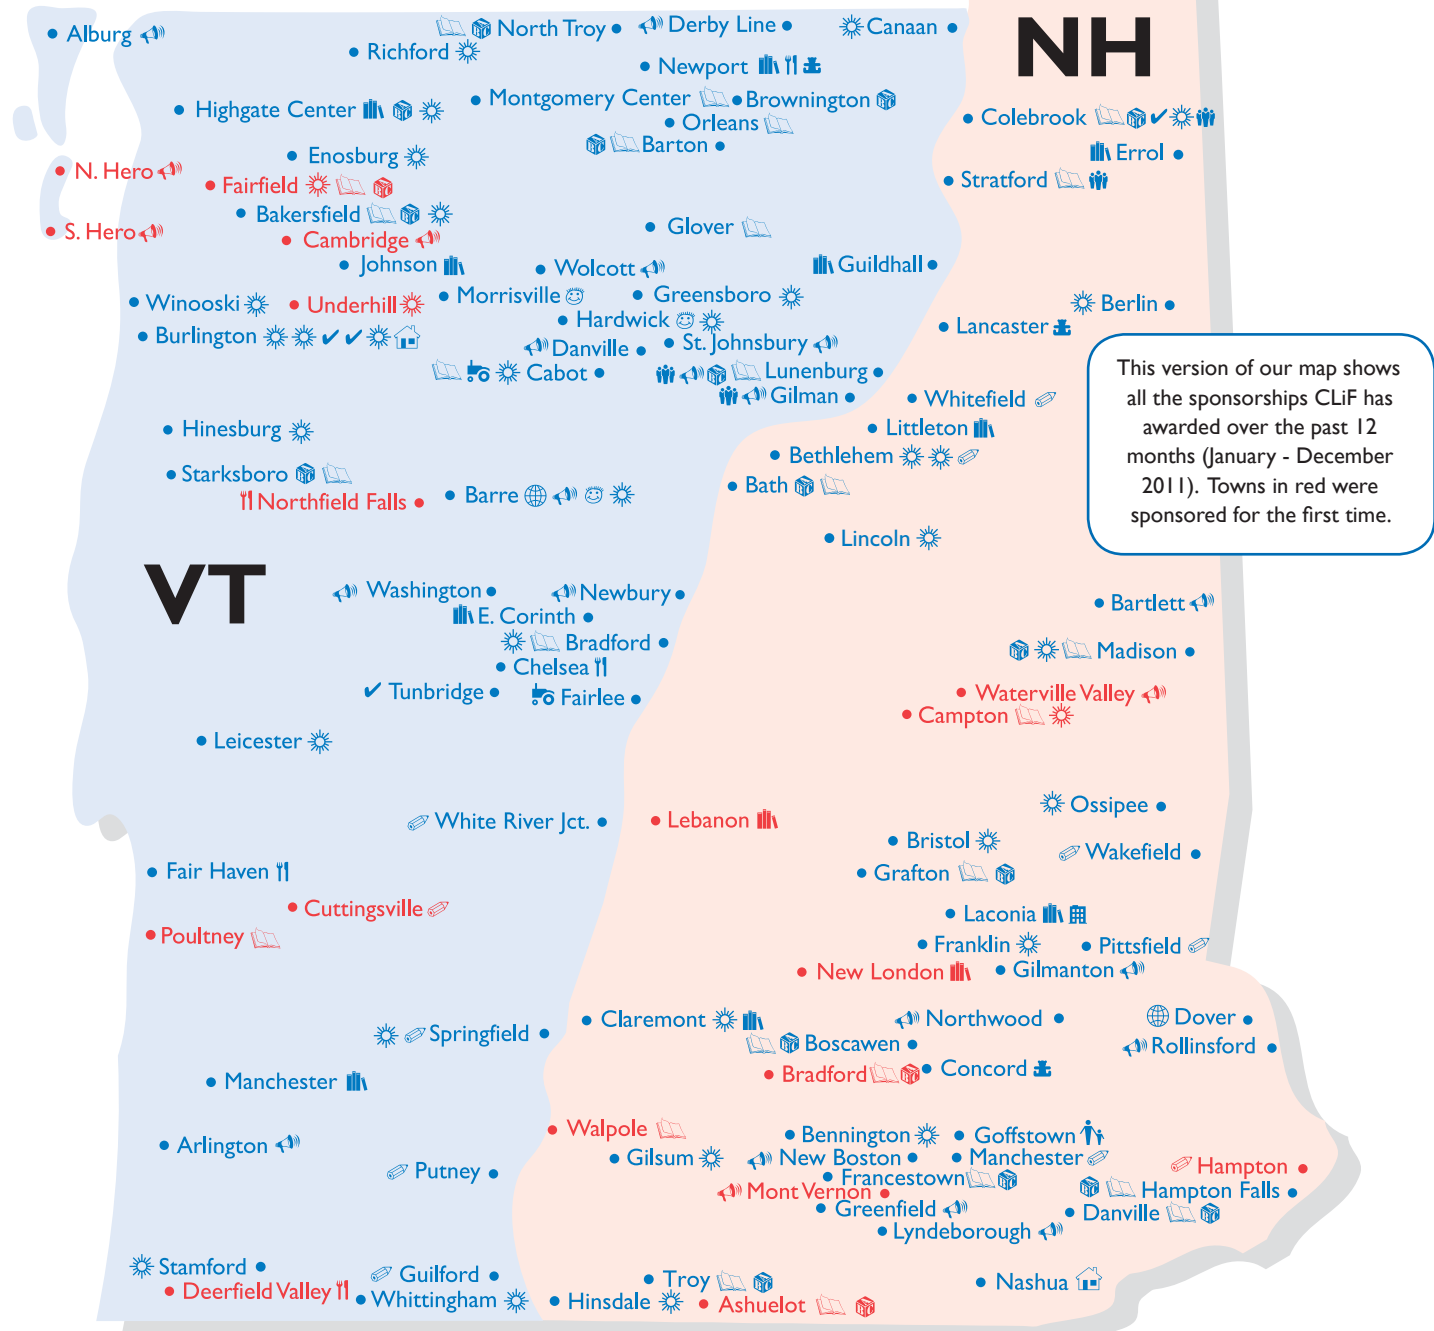 NH
VT
Alburg
North Troy
Derby Line
Canaan
Richford
Newport
Montgomery Center
Brownington
Highgate Center
Orleans
Colebrook
Barton
Enosburg
Errol
N. Hero
Fairfield
Stratford
Bakersfield
Glover
S. Hero
Cambridge
Johnson
Wolcott
Guildhall
Winooski
Underhill
Morrisville
Greensboro
Berlin
Hardwick
Lancaster
Burlington
Danville
St. Johnsbury
Cabot
Lunenburg
Gilman
Whitefield
This version of our map shows
all the sponsorships CLiF has
awarded over the past 12
months (January - December
2011). Towns in red were
sponsored for the first time.
Hinesburg
Littleton
Bethlehem
Starksboro
Bath
Northfield Falls
Barre
Lincoln
Washington
Newbury
Bartlett
E. Corinth
Bradford
Madison
Chelsea
Tunbridge
Fairlee
Waterville Valley
Campton
Leicester
Ossipee
White River Jct.
Lebanon
Bristol
Wakefield
Fair Haven
Grafton
Cuttingsville
Laconia
Poultney
Franklin
Pittsfield
New London
Gilmanton
Springfield
Claremont
Northwood
Dover
Boscawen
Rollinsford
Manchester
Bradford
Concord
Arlington
Walpole
Bennington
Goffstown
Putney
Gilsum
New Boston
Manchester
Hampton
Francestown
Mont Vernon
Hampton Falls
Greenfield
Danville
Lyndeborough
Stamford
Guilford
Troy
Nashua
Deerfield Valley
Whittingham
Hinsdale
Ashuelot